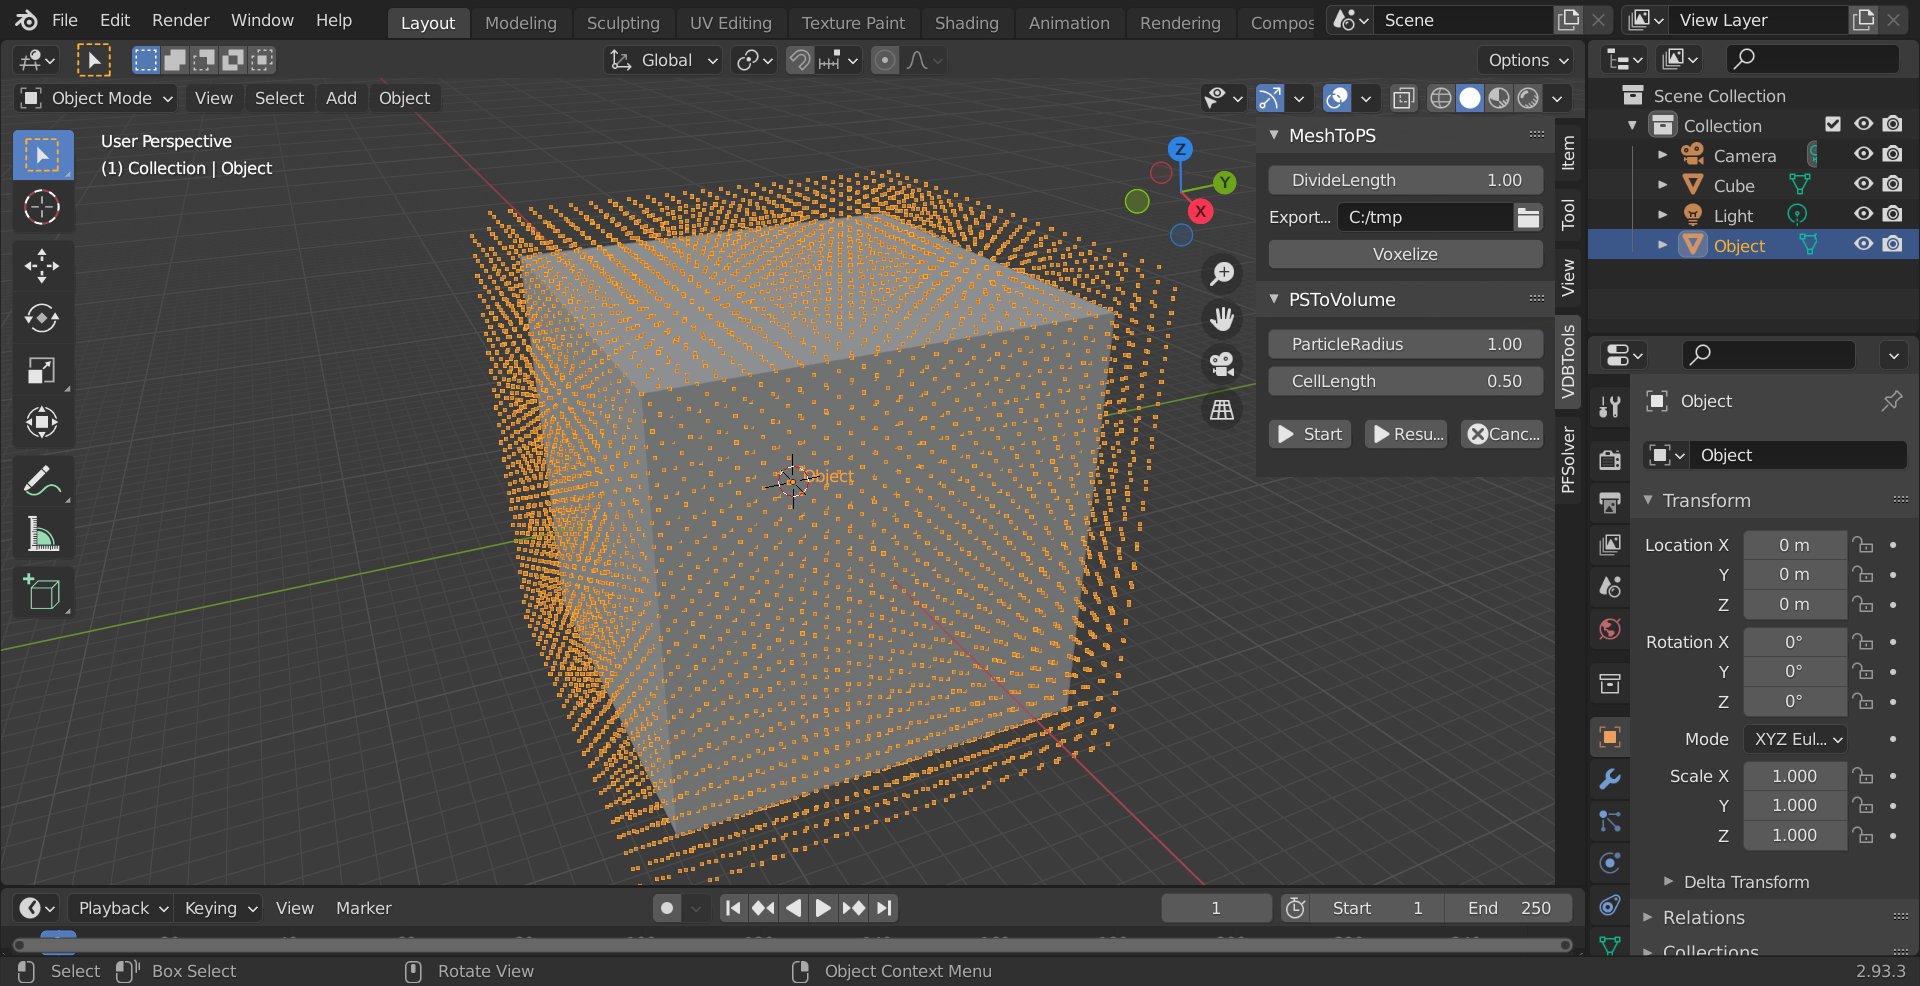 File Edit Render Window Help
Layout Modeling Sculpting UV Editing Texture Paint Shading Animation Rendering Compos
Scene
View Layer
Global
Options
Object Mode View Select Add Object
User Perspective
(1) Collection | Object
Z
Y
X
Object
MeshToPS
DivideLength 1.00
Export... C:/tmp
Voxelize
PSToVolume
ParticleRadius 1.00
CellLength 0.50
Start Resu... Canc...
Item
Tool
View
VDBTools
PFSolver
Scene Collection
Collection
Camera
Cube
Light
Object
Object
Object
Transform
Location X 0 m
Y 0 m
Z 0 m
Rotation X 0°
Y 0°
Z 0°
Mode XYZ Eul...
Scale X 1.000
Y 1.000
Z 1.000
Delta Transform
Relations
Collections
Playback Keying View Marker
1
Start 1
End 250
Select Box Select Rotate View Object Context Menu
2.93.3